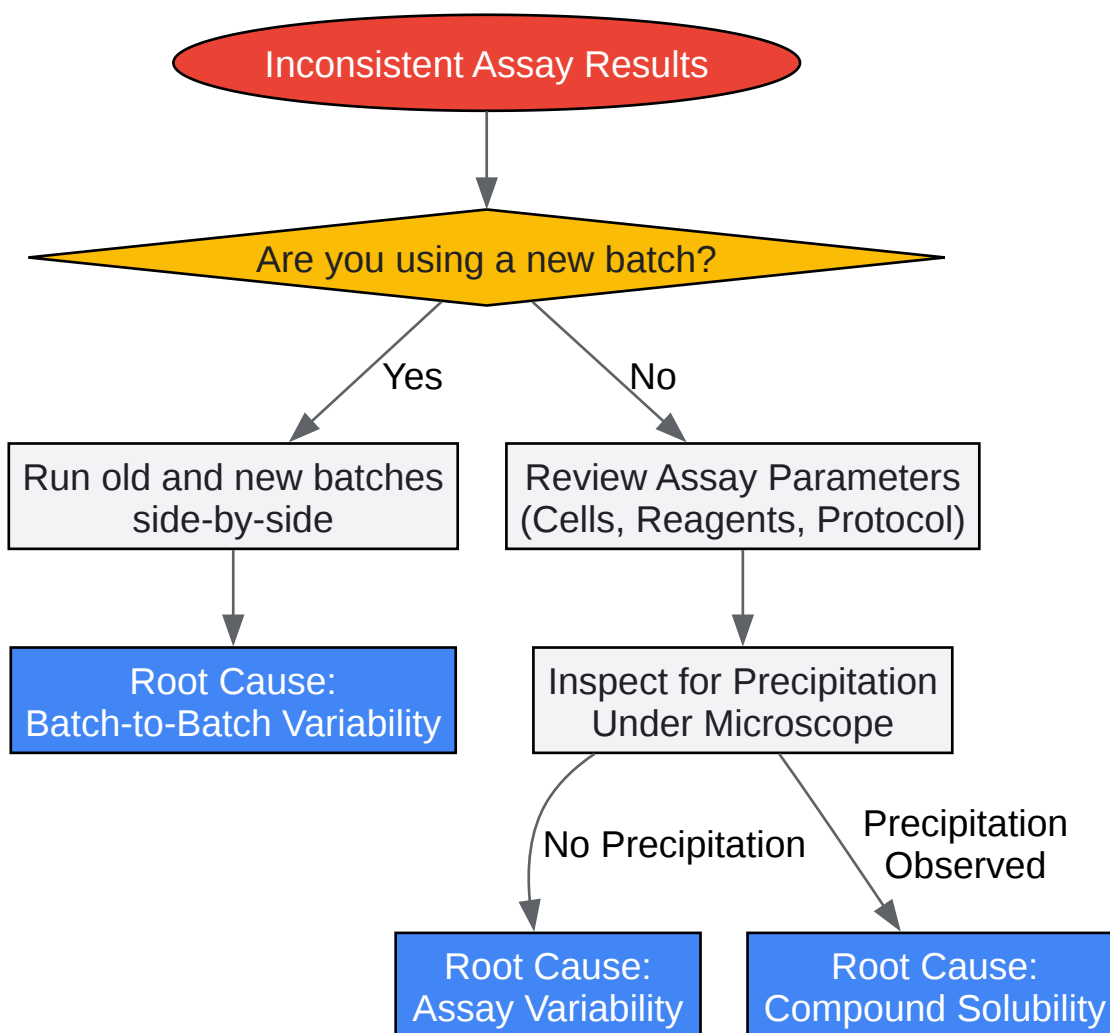 Inconsistent Assay Results
Are you using a new batch?
Yes
No
Run old and new batches
side-by-side
Review Assay Parameters
(Cells, Reagents, Protocol)
Root Cause:
Batch-to-Batch Variability
Inspect for Precipitation
Under Microscope
No Precipitation
Precipitation
Observed
Root Cause:
Assay Variability
Root Cause:
Compound Solubility